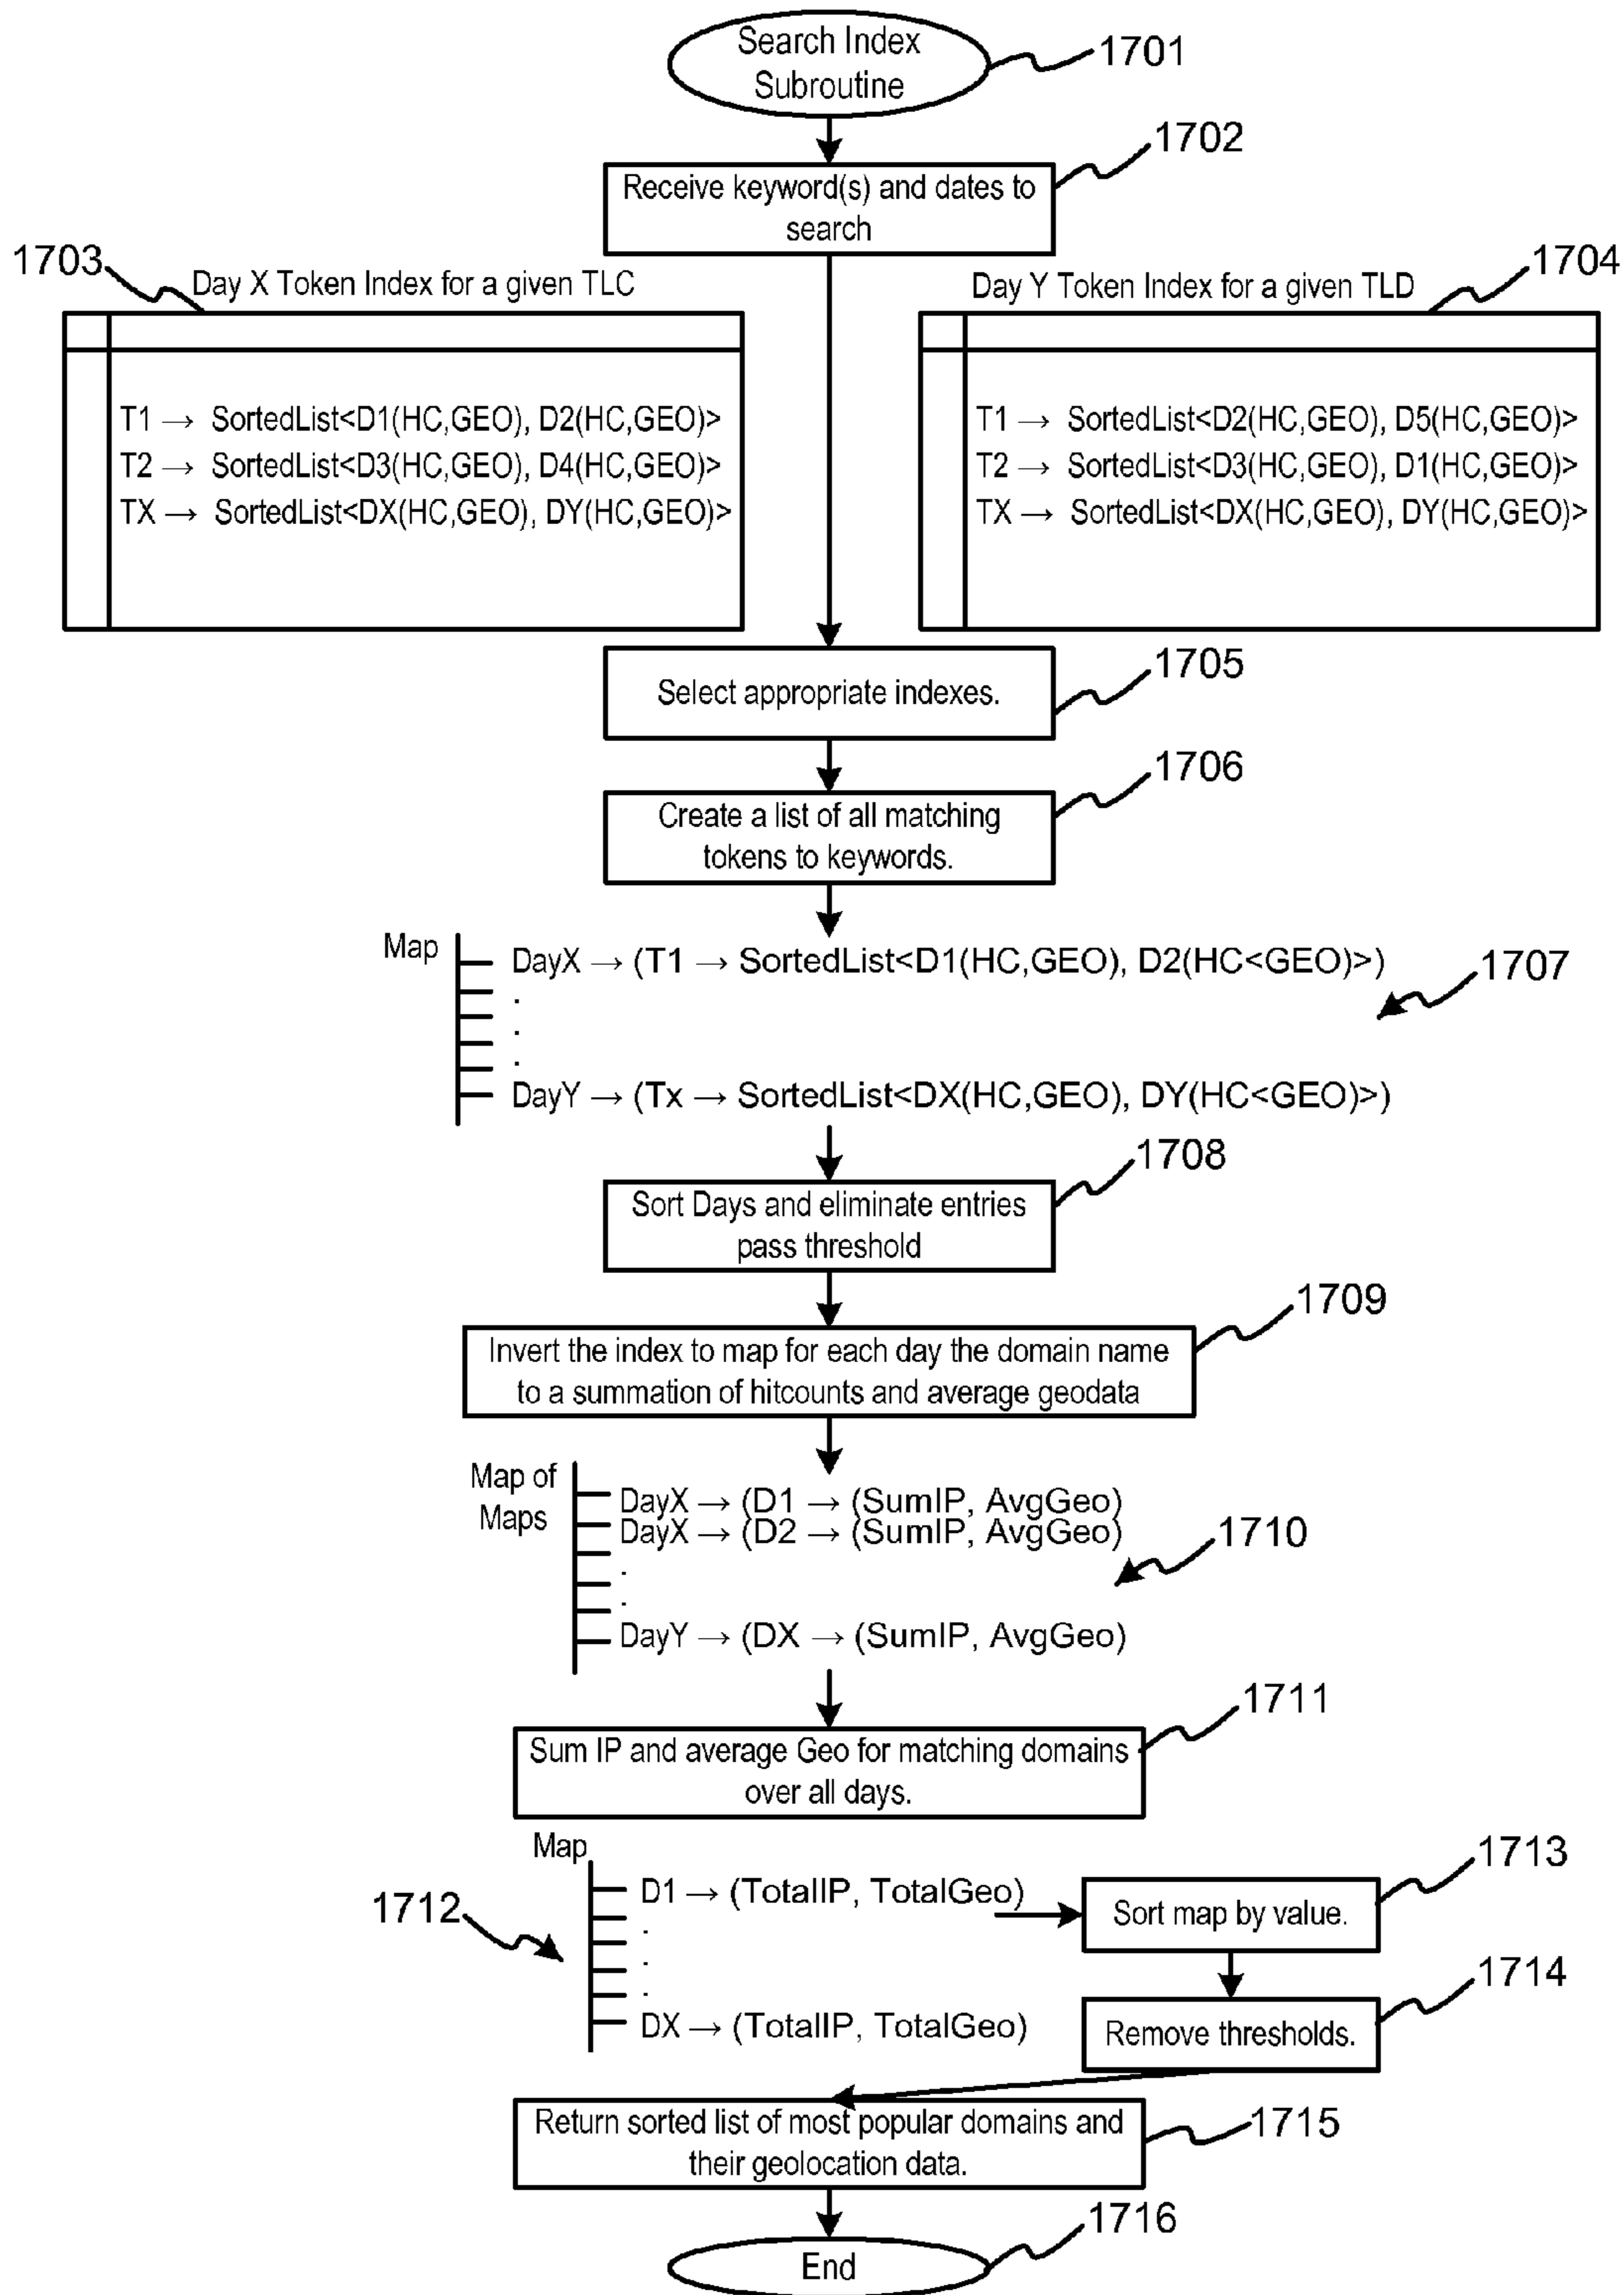 Search Index
Subroutine
1701
1702
Receive keyword(s) and dates to
search
1703
Day X Token Index for a given TLC
T1 → SortedList<D1(HC,GEO), D2(HC,GEO)>
T2 → SortedList<D3(HC,GEO), D4(HC,GEO)>
TX → SortedList<DX(HC,GEO), DY(HC,GEO)>
1704
Day Y Token Index for a given TLD
T1 → SortedList<D2(HC,GEO), D5(HC,GEO)>
T2 → SortedList<D3(HC,GEO), D1(HC,GEO)>
TX → SortedList<DX(HC,GEO), DY(HC,GEO)>
1705
Select appropriate indexes.
1706
Create a list of all matching
tokens to keywords.
Map
DayX → (T1 → SortedList<D1(HC,GEO), D2(HC<GEO)>)
.
.
.
DayY → (Tx → SortedList<DX(HC,GEO), DY(HC<GEO)>)
1707
1708
Sort Days and eliminate entries
pass threshold
1709
Invert the index to map for each day the domain name
to a summation of hitcounts and average geodata
Map of
Maps
DayX → (D1 → (SumIP, AvgGeo)
DayX → (D2 → (SumIP, AvgGeo)
.
.
DayY → (DX → (SumIP, AvgGeo)
1710
1711
Sum IP and average Geo for matching domains
over all days.
Map
1712
D1 → (TotalIP, TotalGeo)
.
.
.
DX → (TotalIP, TotalGeo)
1713
Sort map by value.
1714
Remove thresholds.
Return sorted list of most popular domains and
their geolocation data.
1715
1716
End